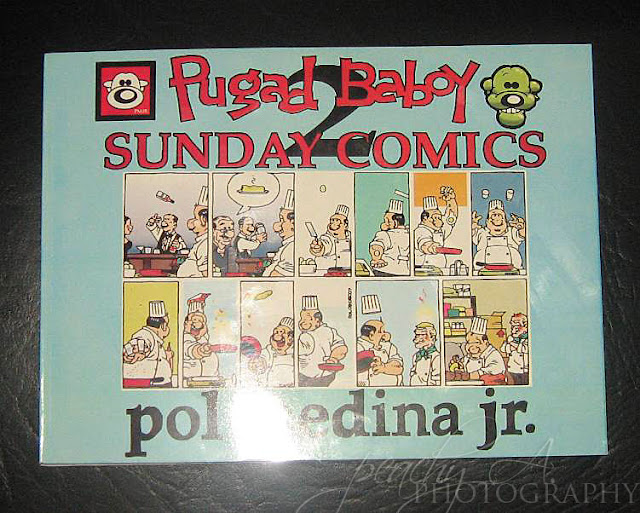 Pugad Baboy
2
SUNDAY COMICS
pol medina jr.
peachy A.
PHOTOGRAPHY